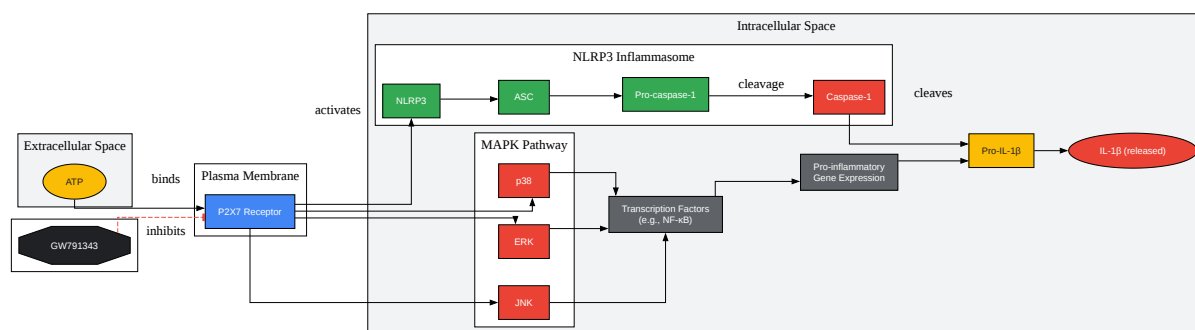 Intracellular Space
NLRP3 Inflammasome
NLRP3
ASC
Pro-caspase-1
cleavage
Caspase-1
activates
cleaves
Extracellular Space
ATP
binds
Plasma Membrane
P2X7 Receptor
inhibits
GW791343
MAPK Pathway
p38
ERK
JNK
Transcription Factors
(e.g., NF-κB)
Pro-inflammatory
Gene Expression
Pro-IL-1β
IL-1β (released)